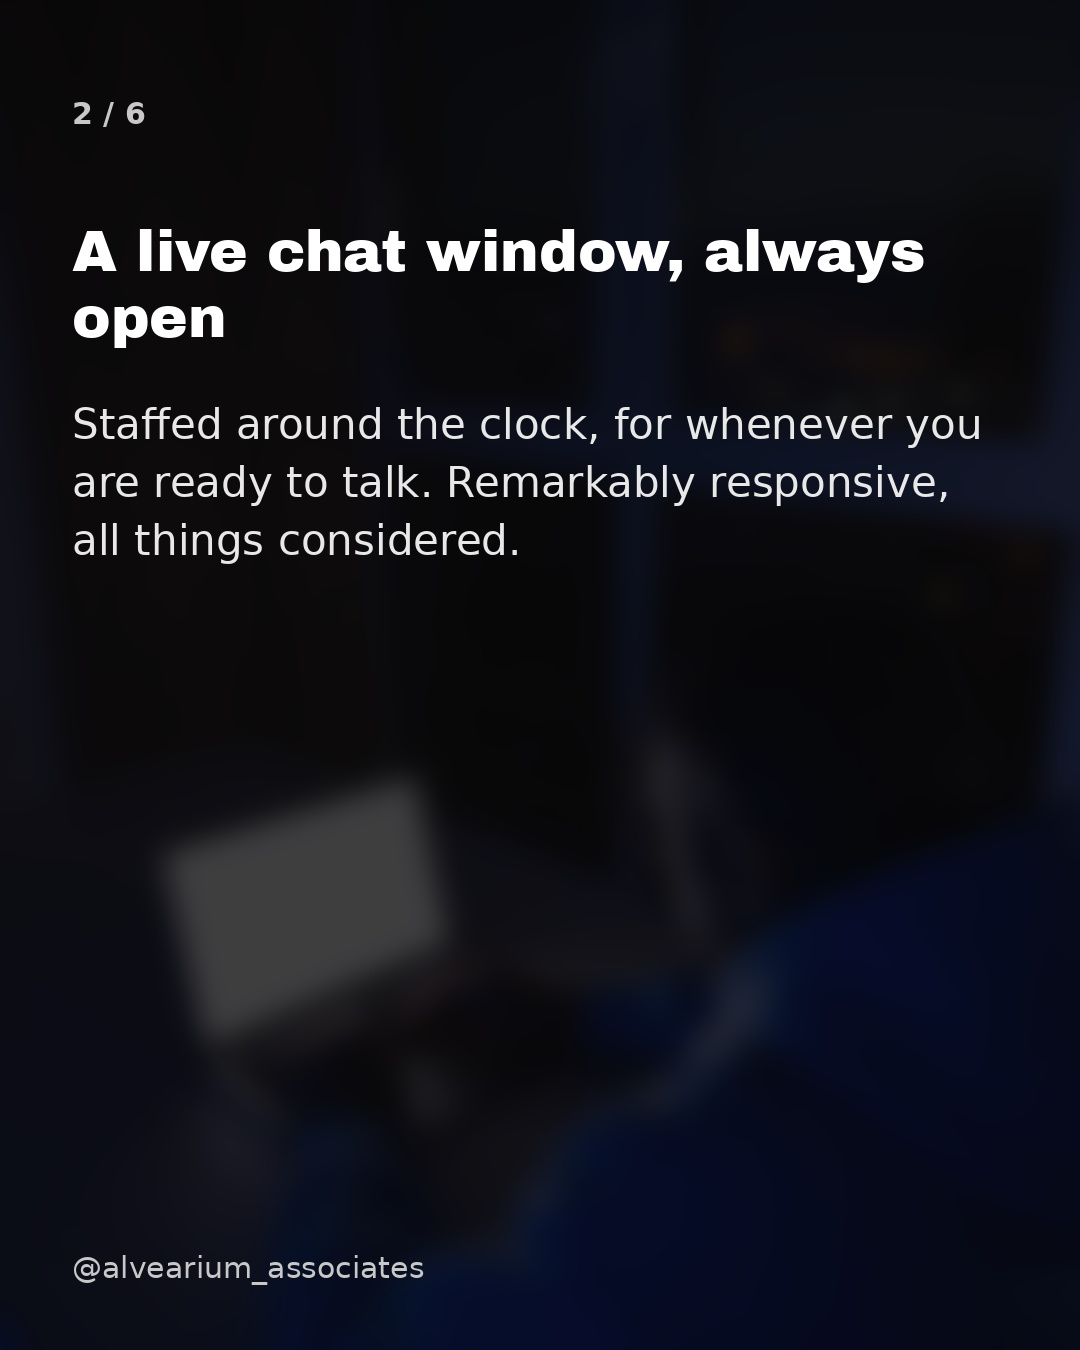 2 / 6
A live chat window, always
open
Staffed around the clock, for whenever you
are ready to talk. Remarkably responsive,
all things considered.
@alvearium_associates